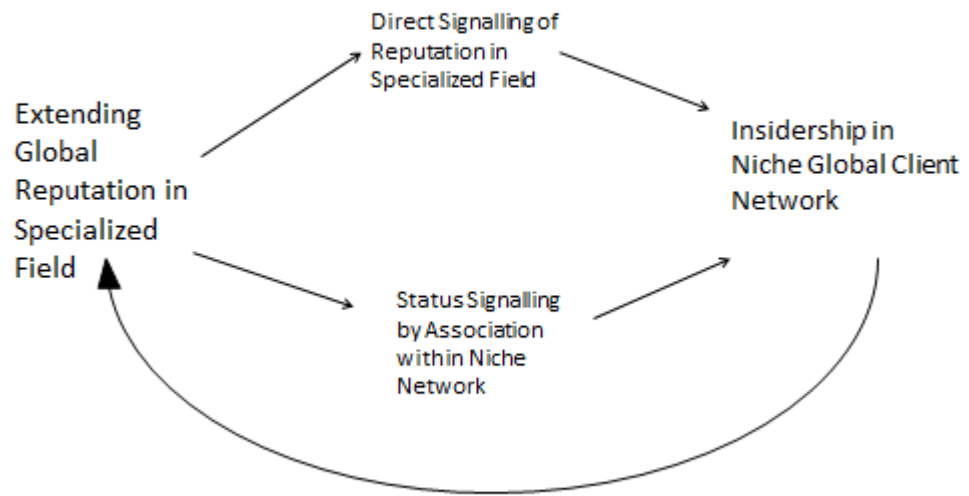 Direct Signalling of
Reputation in
Specialized Field
Extending
Global
Reputation in
Specialized
Field
Insidership in
Niche Global Client
Network
Status Signalling
by Association
within Niche
Network